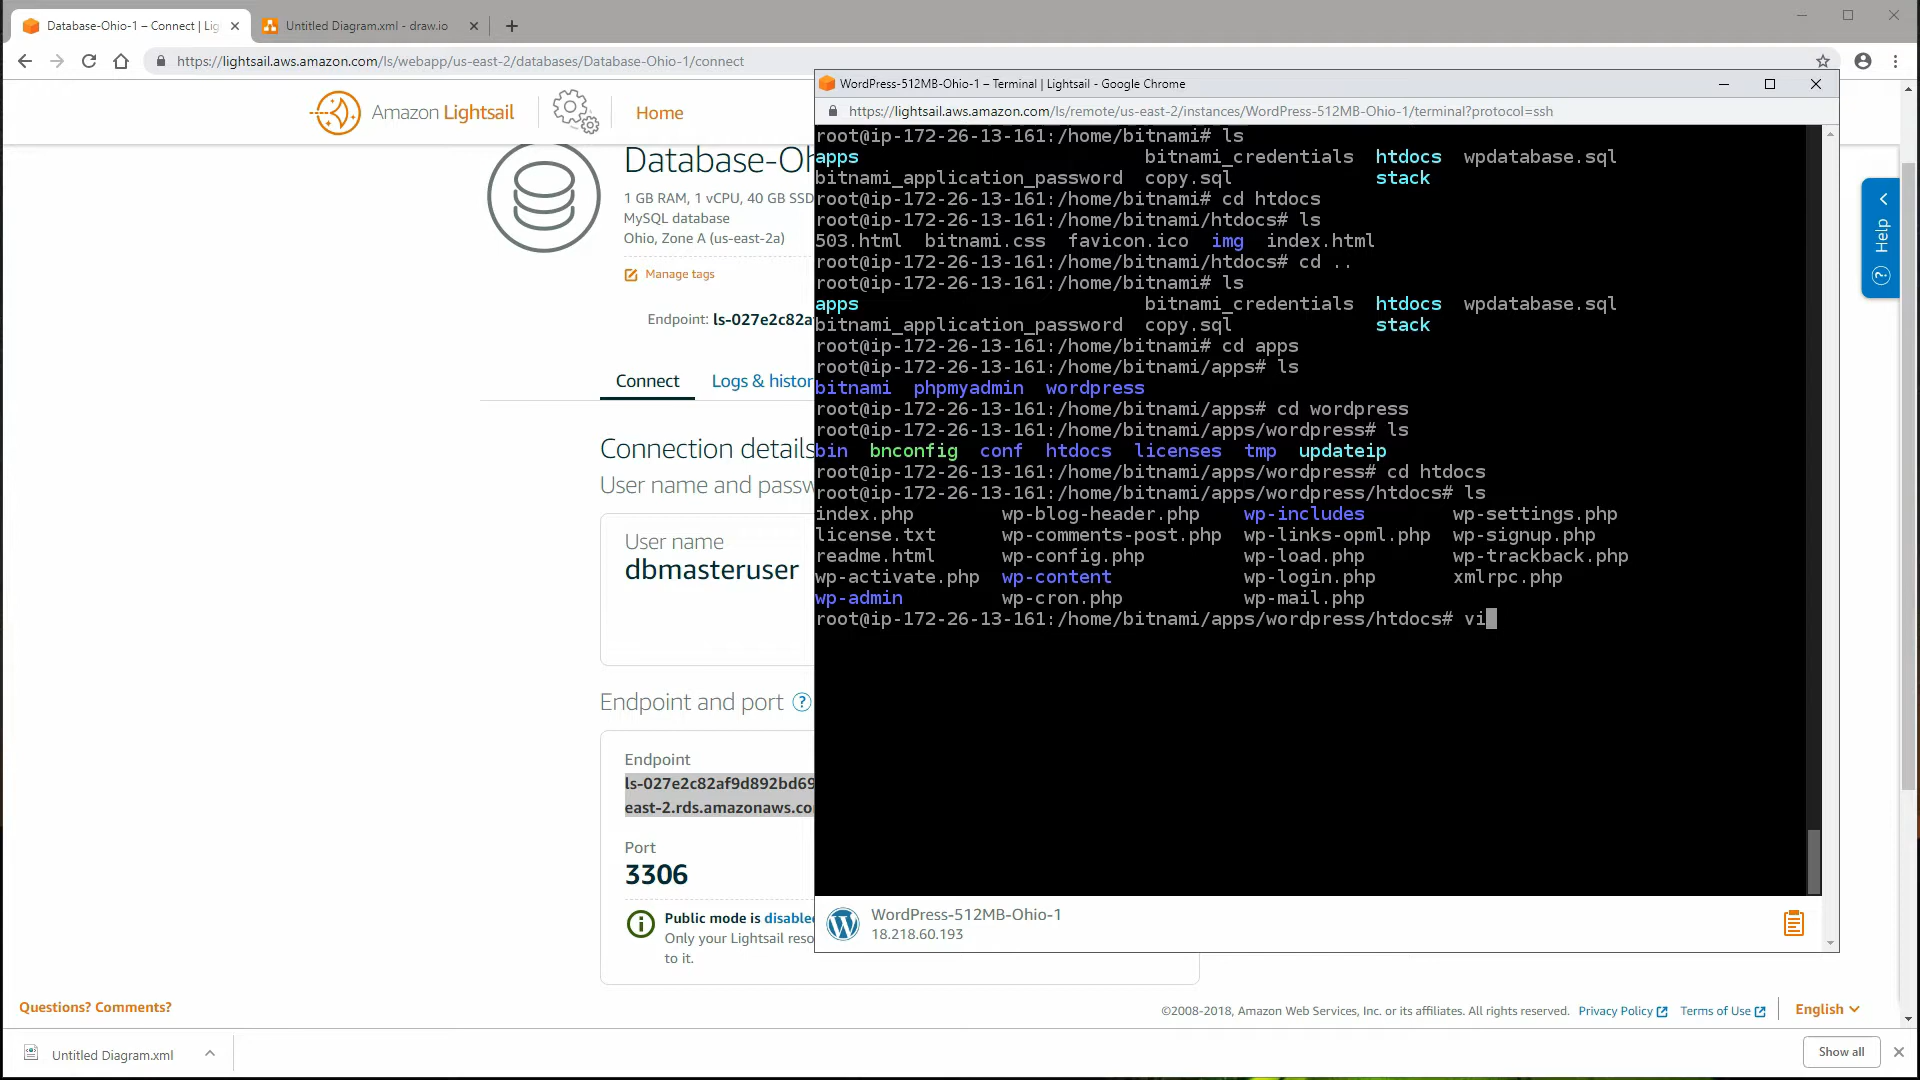 Database-Ohio-1 – Connect | Lig
Untitled Diagram.xml - draw.io
https://lightsail.aws.amazon.com/ls/webapp/us-east-2/databases/Database-Ohio-1/connect
Amazon Lightsail
Home
Database-Oh
1 GB RAM, 1 vCPU, 40 GB SSD
MySQL database
Ohio, Zone A (us-east-2a)
Manage tags
Endpoint: ls-027e2c82a
Connect
Logs & histor
Connection details
User name and passw
User name
dbmasteruser
Endpoint and port ?
Endpoint
ls-027e2c82af9d892bd69
east-2.rds.amazonaws.co
Port
3306
Public mode is disabled
Only your Lightsail reso
to it.
WordPress-512MB-Ohio-1 – Terminal | Lightsail - Google Chrome
https://lightsail.aws.amazon.com/ls/remote/us-east-2/instances/WordPress-512MB-Ohio-1/terminal?protocol=ssh
root@ip-172-26-13-161:/home/bitnami# ls
apps bitnami_credentials htdocs wpdatabase.sql
bitnami_application_password copy.sql stack
root@ip-172-26-13-161:/home/bitnami# cd htdocs
root@ip-172-26-13-161:/home/bitnami/htdocs# ls
503.html bitnami.css favicon.ico img index.html
root@ip-172-26-13-161:/home/bitnami/htdocs# cd ..
root@ip-172-26-13-161:/home/bitnami# ls
apps bitnami_credentials htdocs wpdatabase.sql
bitnami_application_password copy.sql stack
root@ip-172-26-13-161:/home/bitnami# cd apps
root@ip-172-26-13-161:/home/bitnami/apps# ls
bitnami phpmyadmin wordpress
root@ip-172-26-13-161:/home/bitnami/apps# cd wordpress
root@ip-172-26-13-161:/home/bitnami/apps/wordpress# ls
bin bnconfig conf htdocs licenses tmp updateip
root@ip-172-26-13-161:/home/bitnami/apps/wordpress# cd htdocs
root@ip-172-26-13-161:/home/bitnami/apps/wordpress/htdocs# ls
index.php wp-blog-header.php wp-includes wp-settings.php
license.txt wp-comments-post.php wp-links-opml.php wp-signup.php
readme.html wp-config.php wp-load.php wp-trackback.php
wp-activate.php wp-content wp-login.php xmlrpc.php
wp-admin wp-cron.php wp-mail.php
root@ip-172-26-13-161:/home/bitnami/apps/wordpress/htdocs# vi
WordPress-512MB-Ohio-1
18.218.60.193
Help
?
Questions? Comments?
©2008-2018, Amazon Web Services, Inc. or its affiliates. All rights reserved. Privacy Policy Terms of Use English
Untitled Diagram.xml
Show all